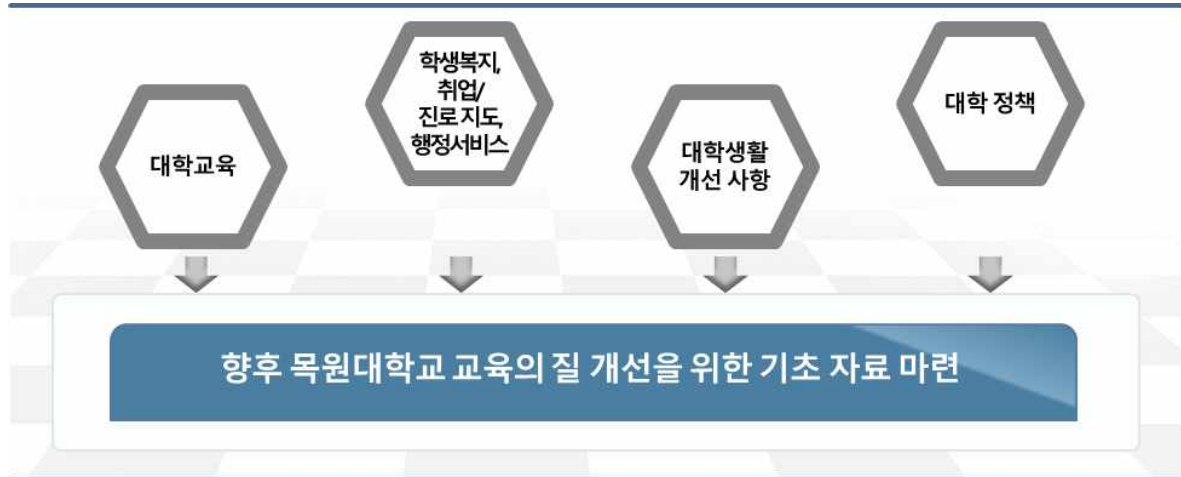 대학교육
학생복지,
취업/
진로 지도,
행정서비스
대학생활
개선 사항
대학 정책
향후 목원대학교 교육의 질 개선을 위한 기초 자료 마련